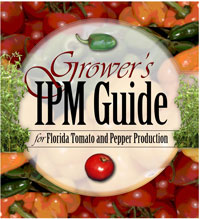 Grower's
IPM Guide
for Florida Tomato and Pepper Production